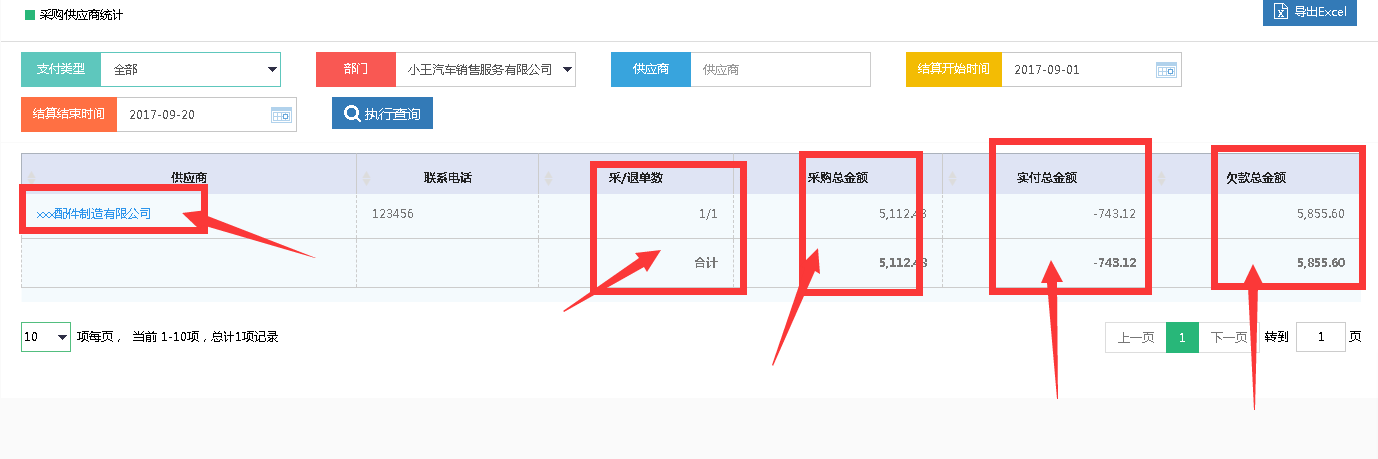 采购供应商统计
导出Excel
支付类型 全部 部门 小王汽车销售服务有限公司 供应商 供应商 结算开始时间 2017-09-01
结算结束时间 2017-09-20 执行查询
供应商 联系电话 采/退单数 采购总金额 实付总金额 欠款总金额
xxx配件制造有限公司 123456 1/1 5,112.48 -743.12 5,855.60
合计 5,112.48 -743.12 5,855.60
10 项每页， 当前 1-10项，总计1项记录 上一页 1 下一页 转到 1 页